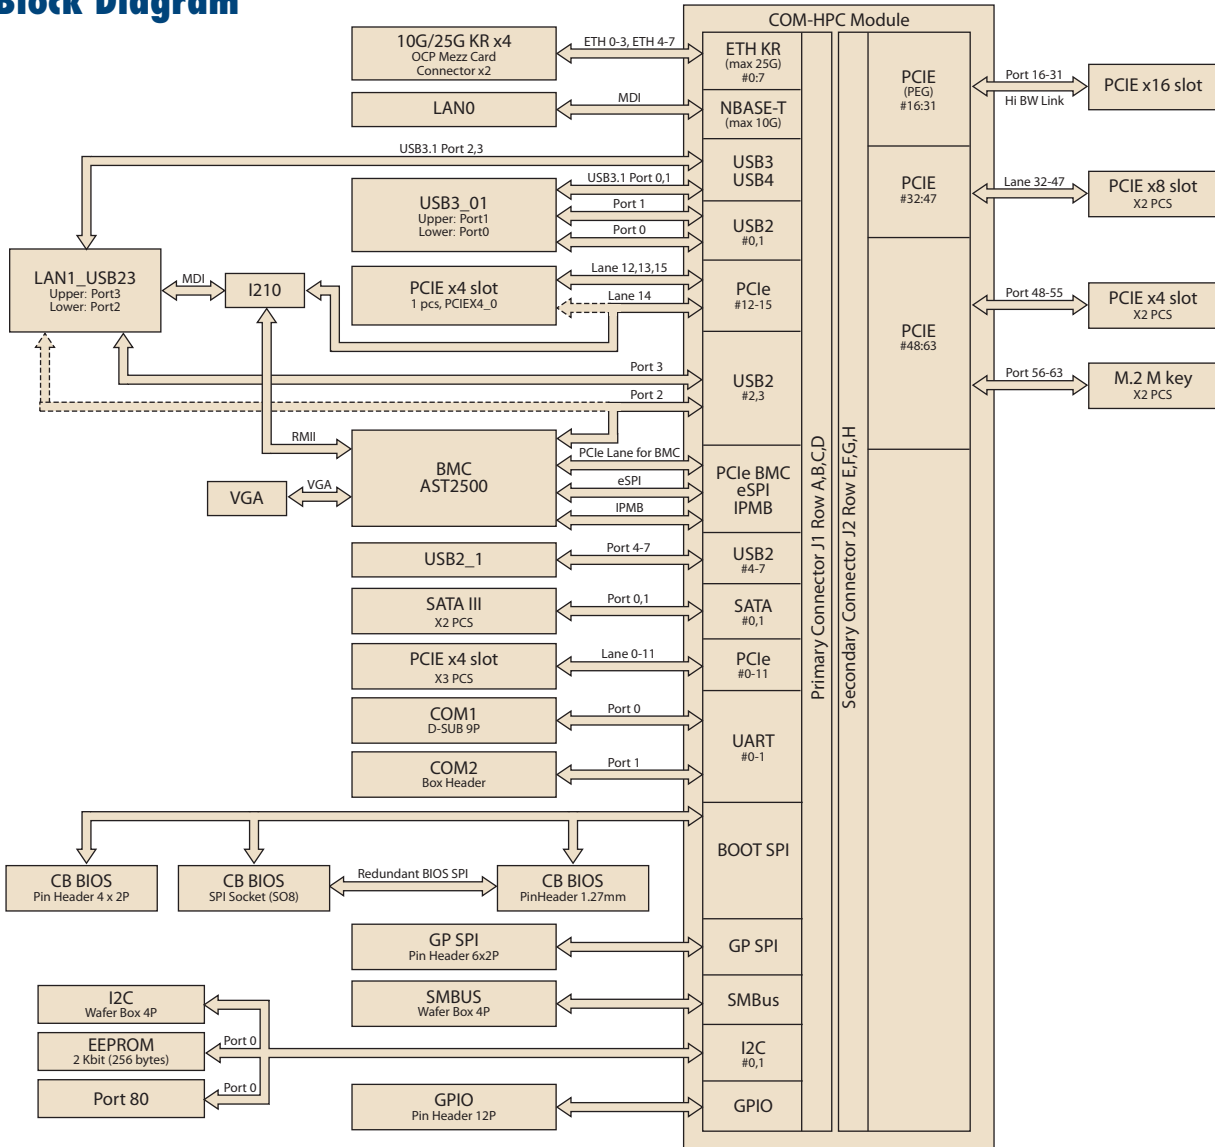 Block Diagram
COM-HPC Module
10G/25G KR x4
OCP Mezz Card
Connector x2
ETH 0-3, ETH 4-7
ETH KR
(max 25G)
#0:7
LAN0
MDI
NBASE-T
(max 10G)
USB3.1 Port 2,3
USB3
USB4
USB3_01
Upper: Port1
Lower: Port0
USB3.1 Port 0,1
Port 1
Port 0
USB2
#0,1
LAN1_USB23
Upper: Port3
Lower: Port2
MDI
I210
PCIE x4 slot
1 pcs, PCIEX4_0
Lane 12,13,15
Lane 14
PCIe
#12-15
Port 3
Port 2
USB2
#2,3
RMII
BMC
AST2500
VGA
VGA
PCIe Lane for BMC
eSPI
IPMB
PCIe BMC
eSPI
IPMB
USB2_1
Port 4-7
USB2
#4-7
SATA III
X2 PCS
Port 0,1
SATA
#0,1
PCIE x4 slot
X3 PCS
Lane 0-11
PCIe
#0-11
COM1
D-SUB 9P
Port 0
COM2
Box Header
Port 1
UART
#0-1
BOOT SPI
CB BIOS
Pin Header 4 x 2P
CB BIOS
SPI Socket (SO8)
Redundant BIOS SPI
CB BIOS
PinHeader 1.27mm
GP SPI
Pin Header 6x2P
GP SPI
SMBUS
Wafer Box 4P
SMBus
I2C
Wafer Box 4P
EEPROM
2 Kbit (256 bytes)
Port 0
Port 80
Port 0
I2C
#0,1
GPIO
Pin Header 12P
GPIO
Primary Connector J1 Row A,B,C,D
Secondary Connector J2 Row E,F,G,H
PCIE
(PEG)
#16:31
Port 16-31
Hi BW Link
PCIE x16 slot
PCIE
#32:47
Lane 32-47
PCIE x8 slot
X2 PCS
PCIE
#48:63
Port 48-55
PCIE x4 slot
X2 PCS
Port 56-63
M.2 M key
X2 PCS